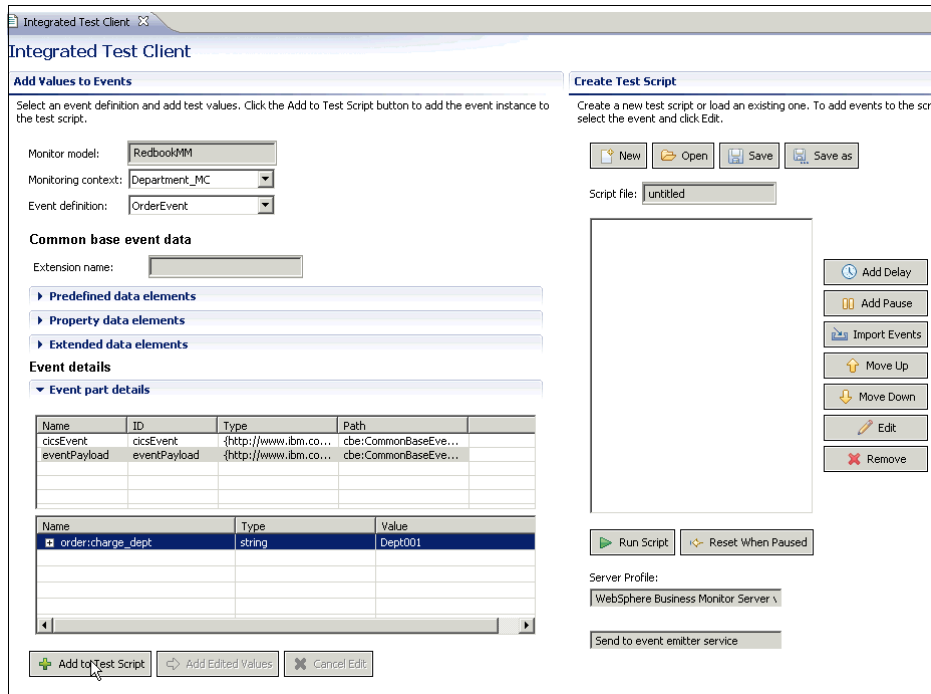 Integrated Test Client
Integrated Test Client
Add Values to Events
Select an event definition and add test values. Click the Add to Test Script button to add the event instance to
the test script.
Monitor model: RedbookMM
Monitoring context: Department_MC
Event definition: OrderEvent
Common base event data
Extension name:
Predefined data elements
Property data elements
Extended data elements
Event details
Event part details
Name ID Type Path
cicsEvent cicsEvent {http://www.ibm.co... cbe:CommonBaseEve...
eventPayload eventPayload {http://www.ibm.co... cbe:CommonBaseEve...
Name Type Value
order:charge_dept string Dept001
Add to Test Script Add Edited Values Cancel Edit
Create Test Script
Create a new test script or load an existing one. To add events to the scr
select the event and click Edit.
New Open Save Save as
Script file: untitled
Add Delay
Add Pause
Import Events
Move Up
Move Down
Edit
Remove
Run Script Reset When Paused
Server Profile:
WebSphere Business Monitor Server v
Send to event emitter service